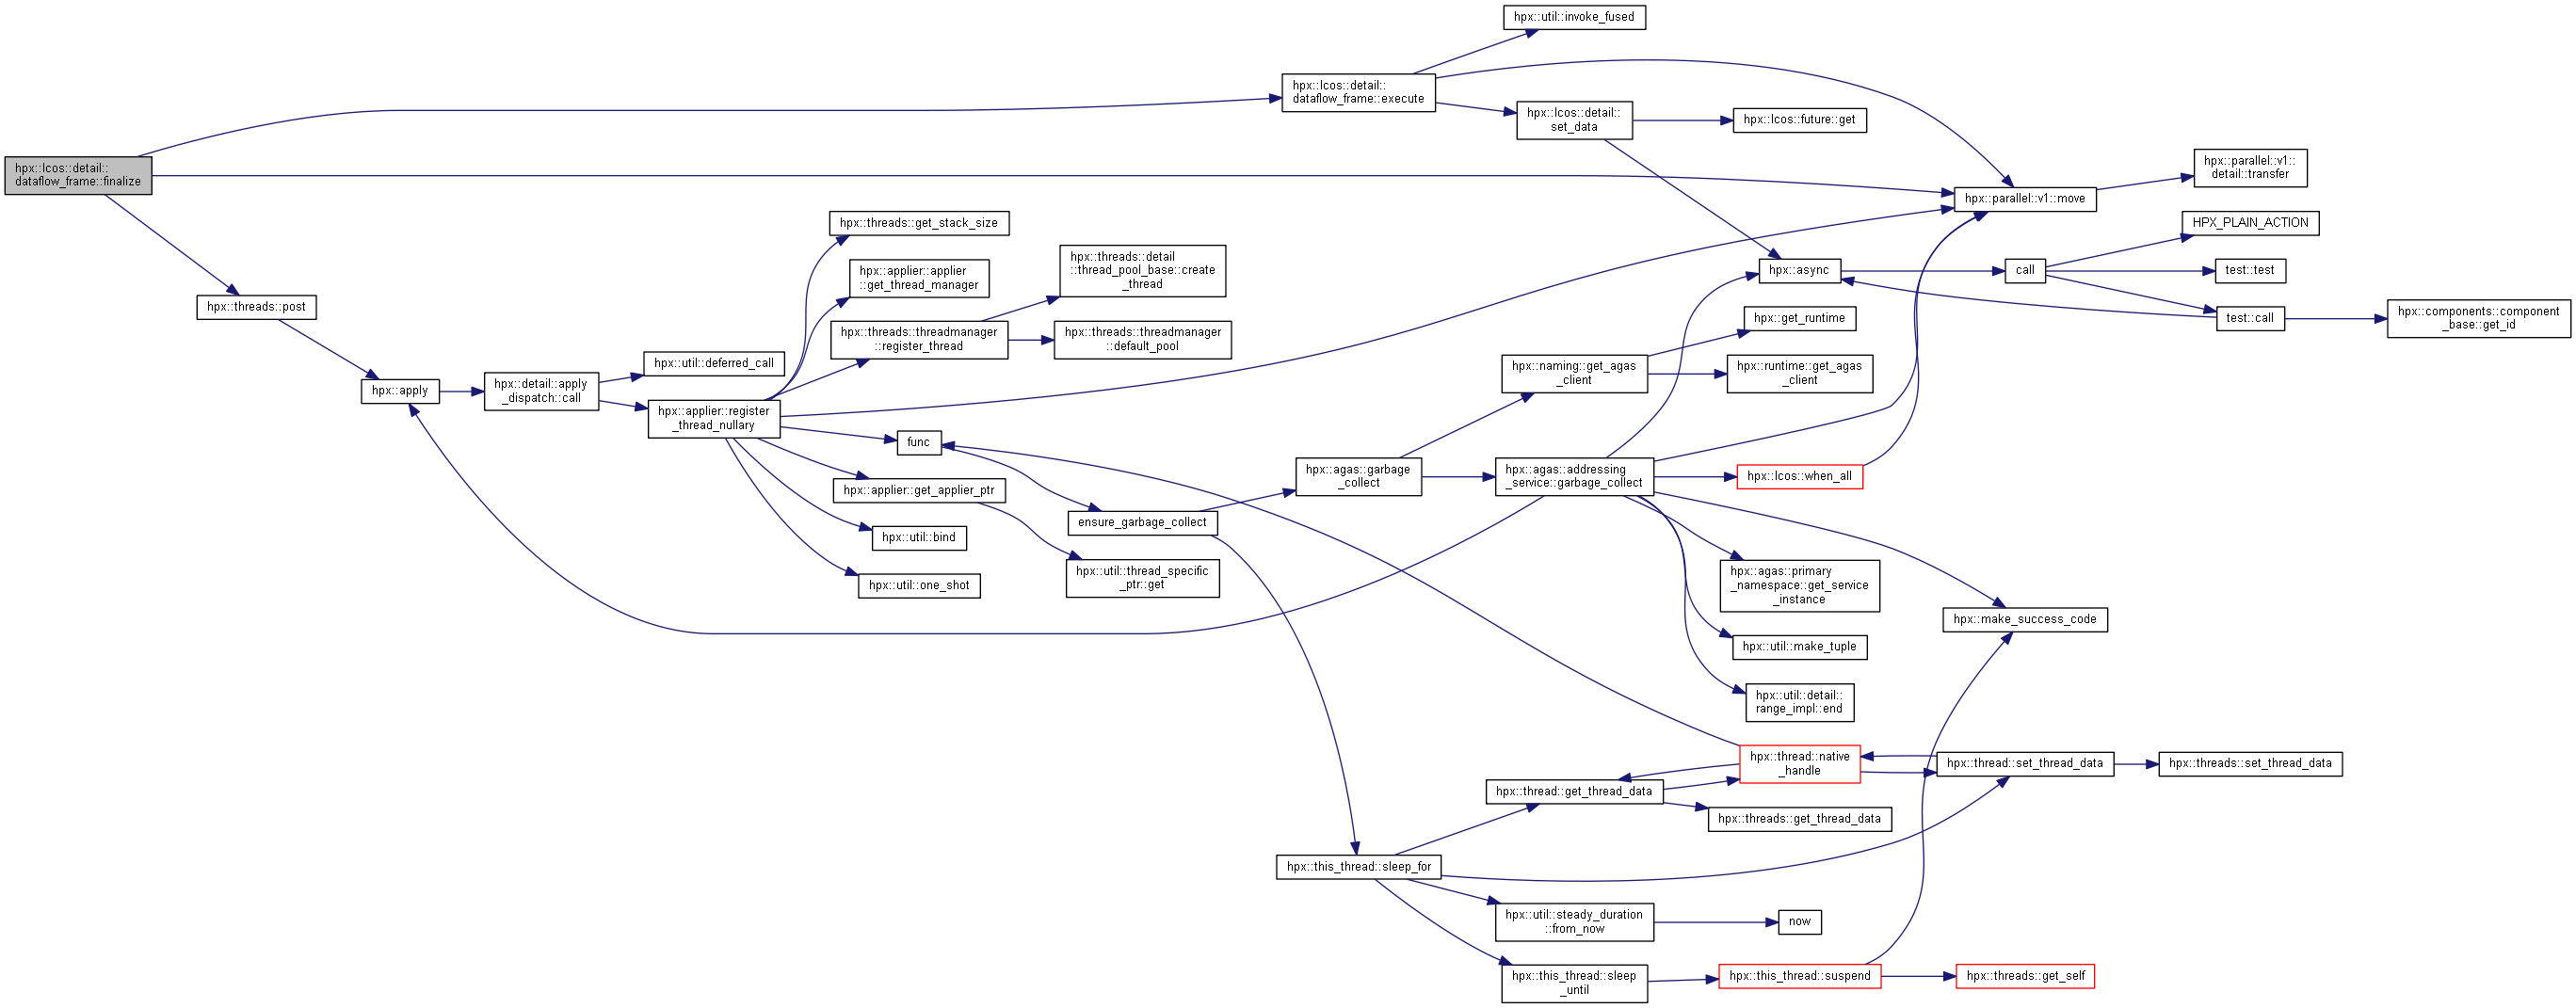 hpx::util::invoke_fused
hpx::lcos::detail::
dataflow_frame::execute
hpx::lcos::detail::
set_data
hpx::lcos::future::get
hpx::lcos::detail::
dataflow_frame::finalize
hpx::parallel::v1::
detail::transfer
hpx::parallel::v1::move
hpx::threads::get_stack_size
HPX_PLAIN_ACTION
hpx::threads::detail
::thread_pool_base::create
_thread
hpx::applier::applier
::get_thread_manager
hpx::async
call
test::test
hpx::threads::post
hpx::get_runtime
test::call
hpx::components::component
_base::get_id
hpx::threads::threadmanager
::register_thread
hpx::threads::threadmanager
::default_pool
hpx::util::deferred_call
hpx::naming::get_agas
_client
hpx::runtime::get_agas
_client
hpx::apply
hpx::detail::apply
_dispatch::call
hpx::applier::register
_thread_nullary
func
hpx::agas::garbage
_collect
hpx::agas::addressing
_service::garbage_collect
hpx::lcos::when_all
hpx::applier::get_applier_ptr
ensure_garbage_collect
hpx::util::bind
hpx::util::thread_specific
_ptr::get
hpx::util::one_shot
hpx::agas::primary
_namespace::get_service
_instance
hpx::make_success_code
hpx::util::make_tuple
hpx::util::detail::
range_impl::end
hpx::thread::native
_handle
hpx::thread::set_thread_data
hpx::threads::set_thread_data
hpx::thread::get_thread_data
hpx::threads::get_thread_data
hpx::this_thread::sleep_for
hpx::util::steady_duration
::from_now
now
hpx::this_thread::sleep
_until
hpx::this_thread::suspend
hpx::threads::get_self